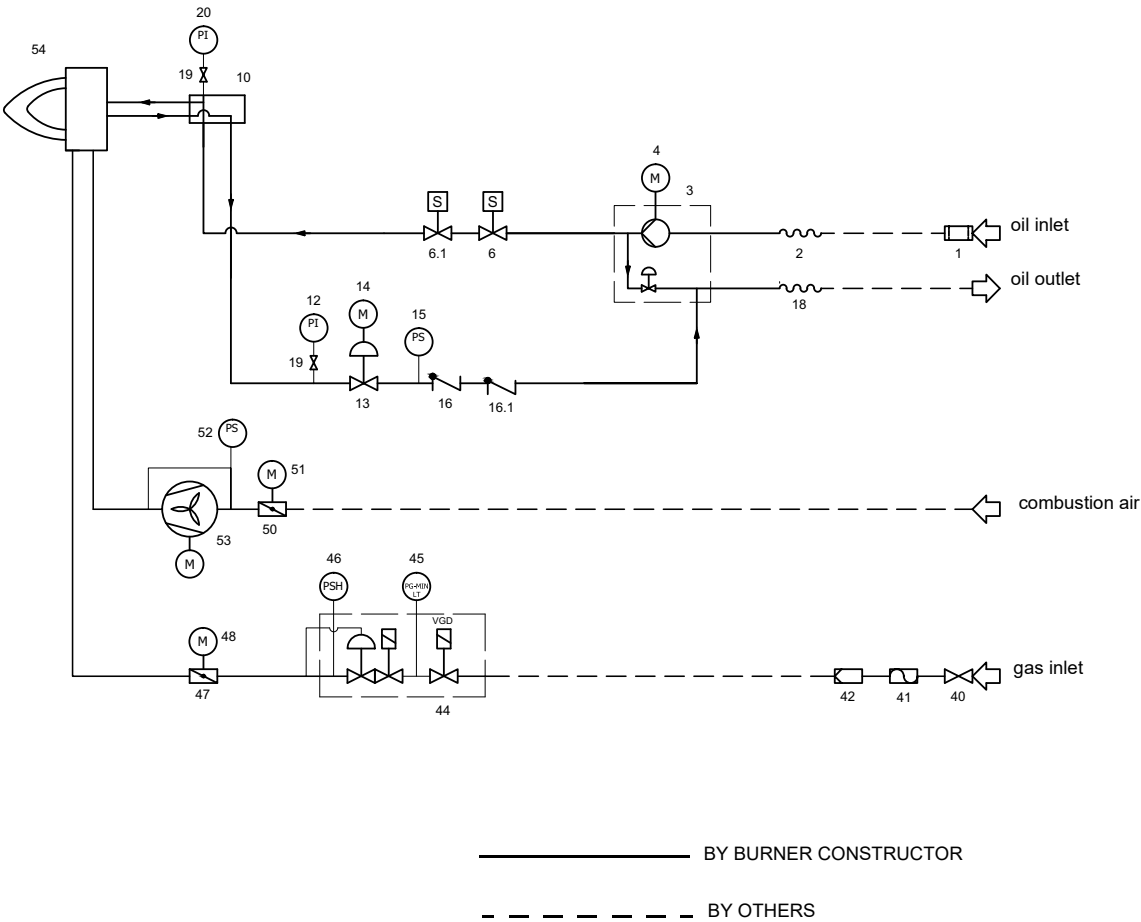 20
PI
54
19
10
4
M
3
S
S
6.1
6
2
1
oil inlet
oil outlet
18
12
PI
14
M
15
PS
19
13
16
16.1
52
PS
M
51
50
53
M
combustion air
46
PSH
45
PG-MIN
LT
VGD
M
48
47
44
42
41
40
gas inlet
BY BURNER CONSTRUCTOR
BY OTHERS